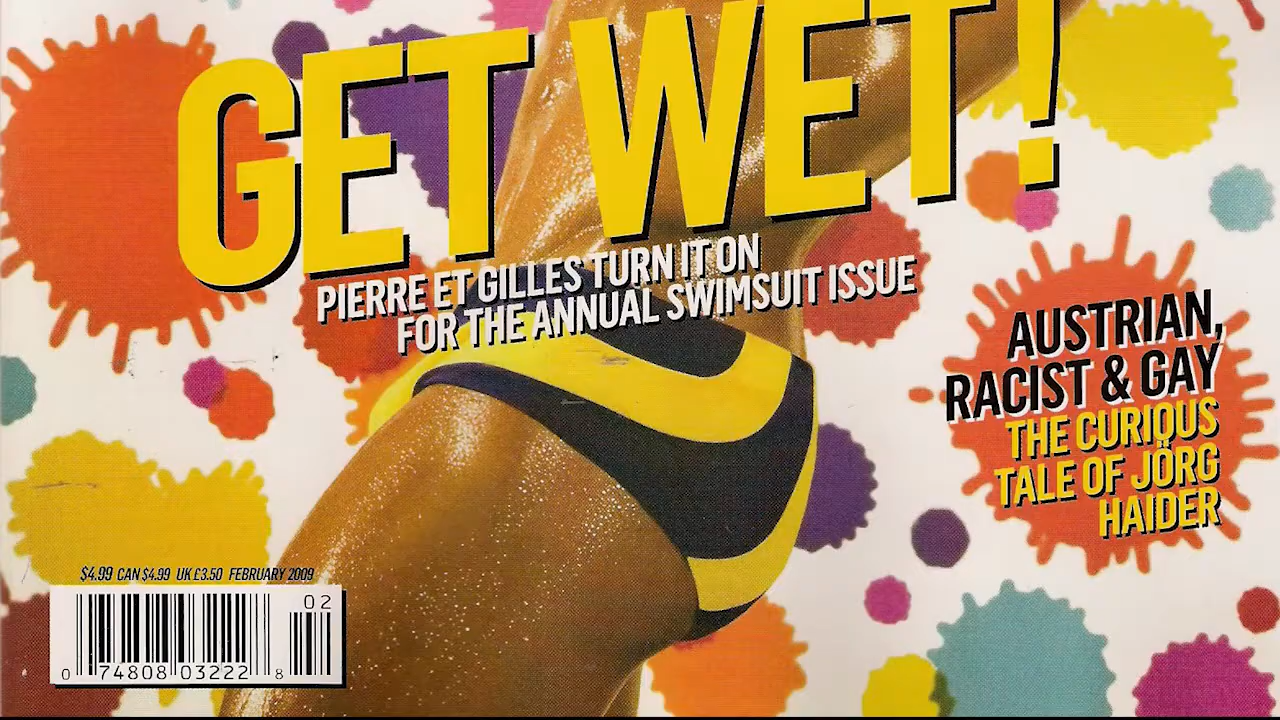 GET WET!
PIERRE ET GILLES TURN IT ON
FOR THE ANNUAL SWIMSUIT ISSUE
AUSTRIAN,
RACIST & GAY
THE CURIOUS
TALE OF JÖRG
HAIDER
$4.99 CAN $4.99 UK £3.50 FEBRUARY 2009
02
0 74808 03222 8